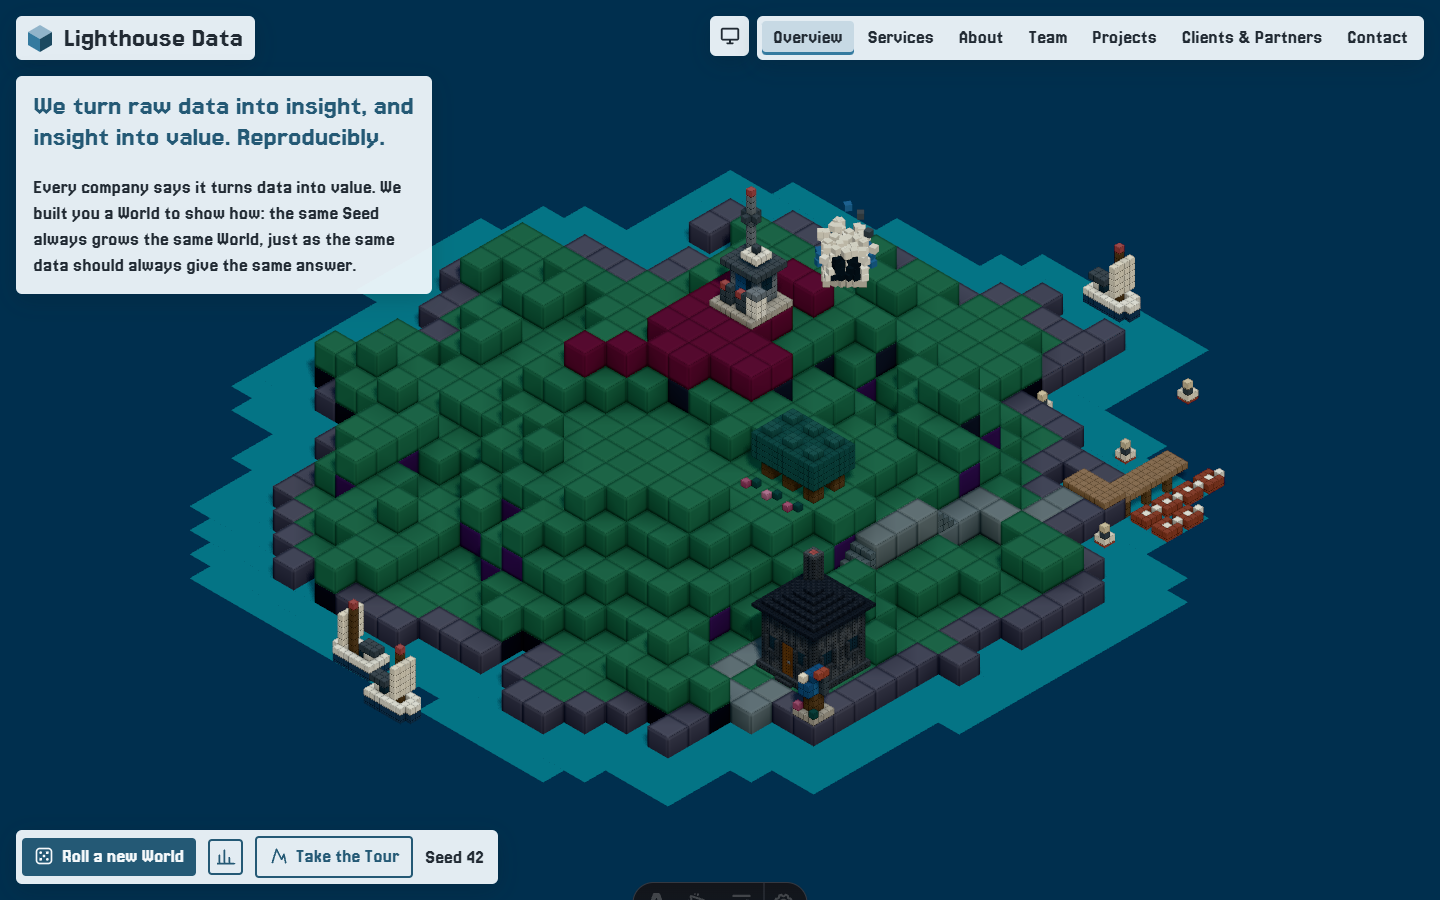 Lighthouse Data
Overview Services About Team Projects Clients & Partners Contact
We turn raw data into insight, and
insight into value. Reproducibly.
Every company says it turns data into value. We
built you a World to show how: the same Seed
always grows the same World, just as the same
data should always give the same answer.
Roll a new World Take the Tour Seed 42